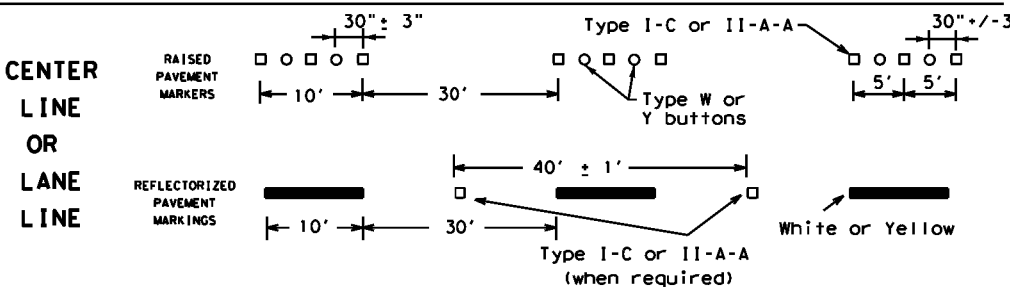 30"± 3"
Type I-C or II-A-A
30"+/-3
CENTER
LINE
OR
LANE
LINE
RAISED
PAVEMENT
MARKERS
10'
30'
Type W or
Y buttons
5'
5'
40' ± 1'
REFLECTORIZED
PAVEMENT
MARKINGS
10'
30'
Type I-C or II-A-A
(when required)
White or Yellow